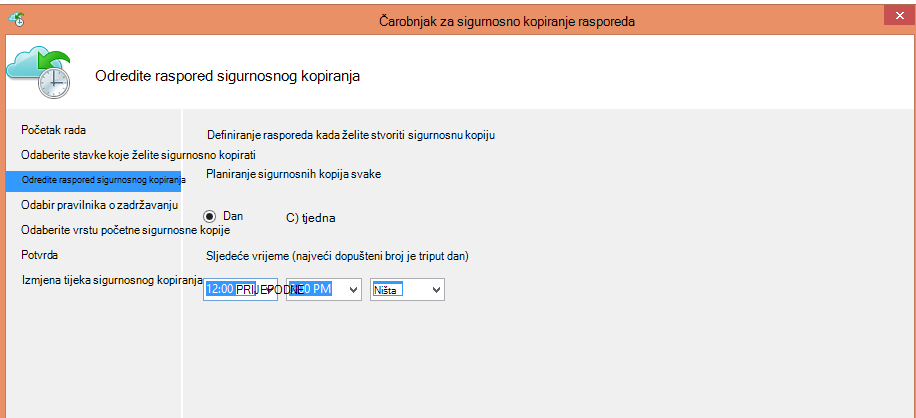 Čarobnjak za sigurnosno kopiranje rasporeda
Odredite raspored sigurnosnog kopiranja
Početak rada
Odaberite stavke koje želite sigurnosno kopirati
Odredite raspored sigurnosnog kopiranja
Odabir pravilnika o zadržavanju
Odaberite vrstu početne sigurnosne kopije
Potvrda
Izmjena tijeka sigurnosnog kopiranja
Definiranje rasporeda kada želite stvoriti sigurnosnu kopiju
Planiranje sigurnosnih kopija svake
Dan C) tjedna
Sljedeće vrijeme (najveći dopušteni broj je triput dan)
12:00 PRIJEPODNE PM Ništa